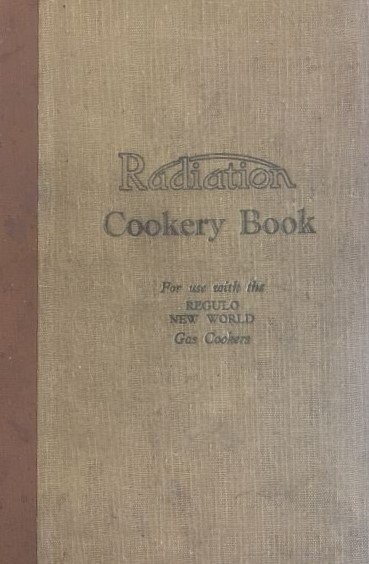 Radiation
Cookery Book
For use with the
REGULO
NEW WORLD
Gas Cookers